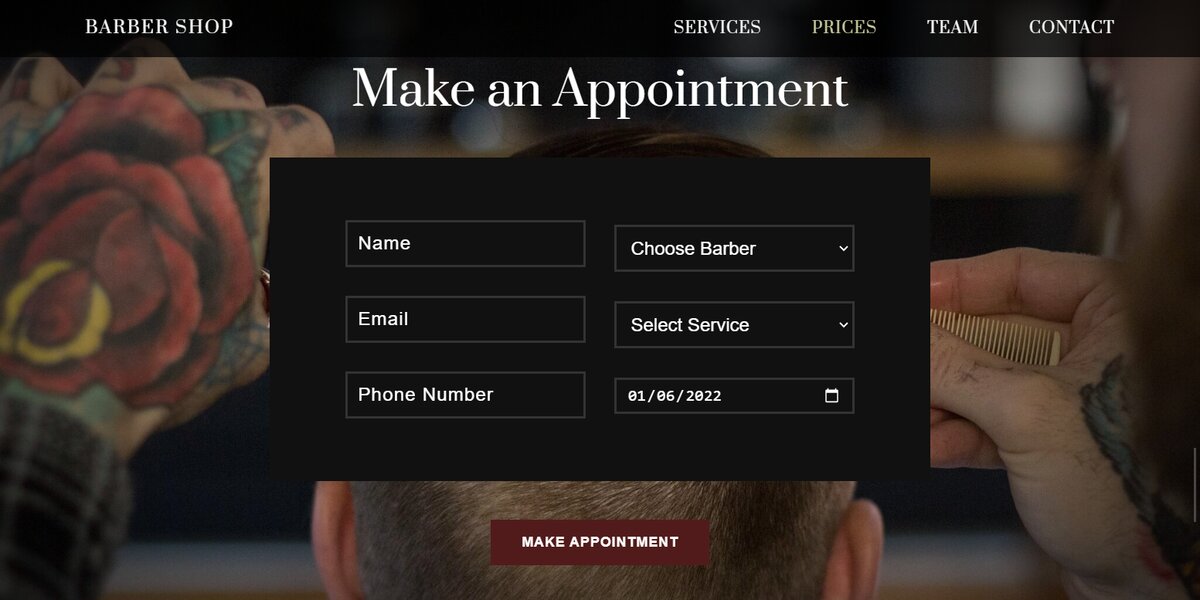 BARBER SHOP
SERVICES PRICES TEAM CONTACT
Make an Appointment
Name
Choose Barber
Email
Select Service
Phone Number
01/06/2022
MAKE APPOINTMENT